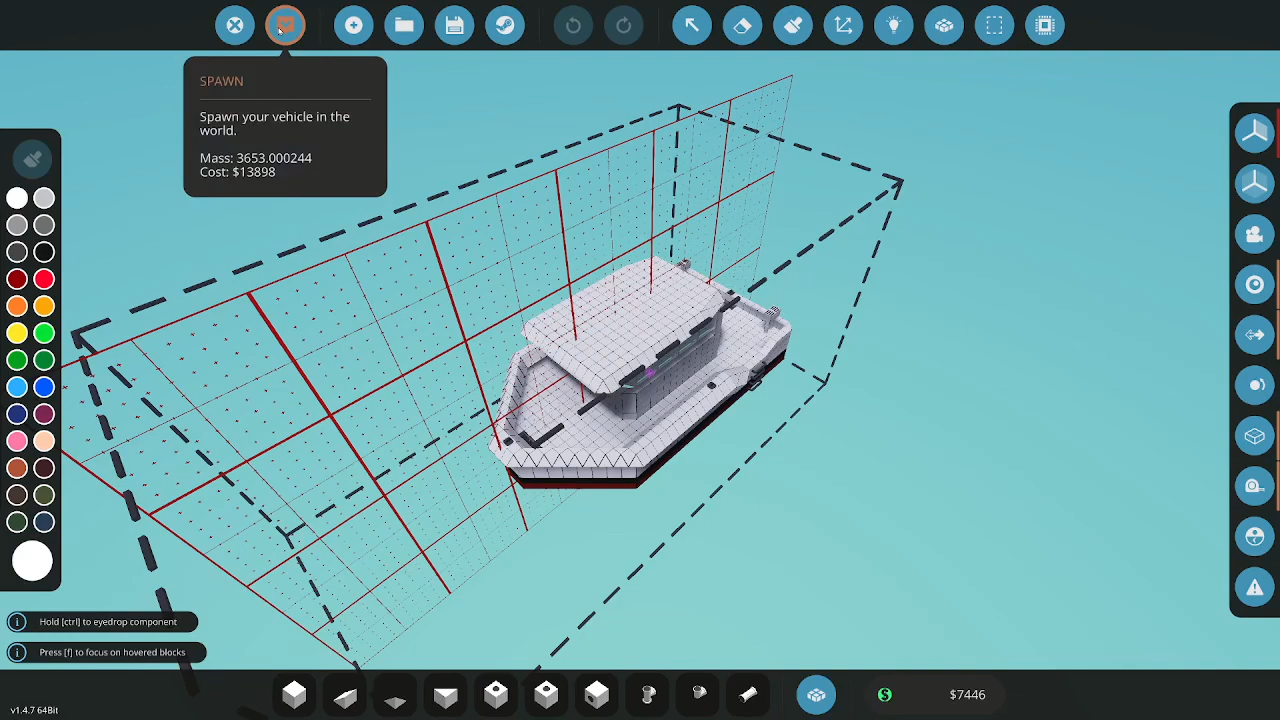 SPAWN
Spawn your vehicle in the
world.
Mass: 3653.000244
Cost: $13898
Hold [ctrl] to eyedrop component
Press [f] to focus on hovered blocks
$
$7446
v1.4.7 64Bit